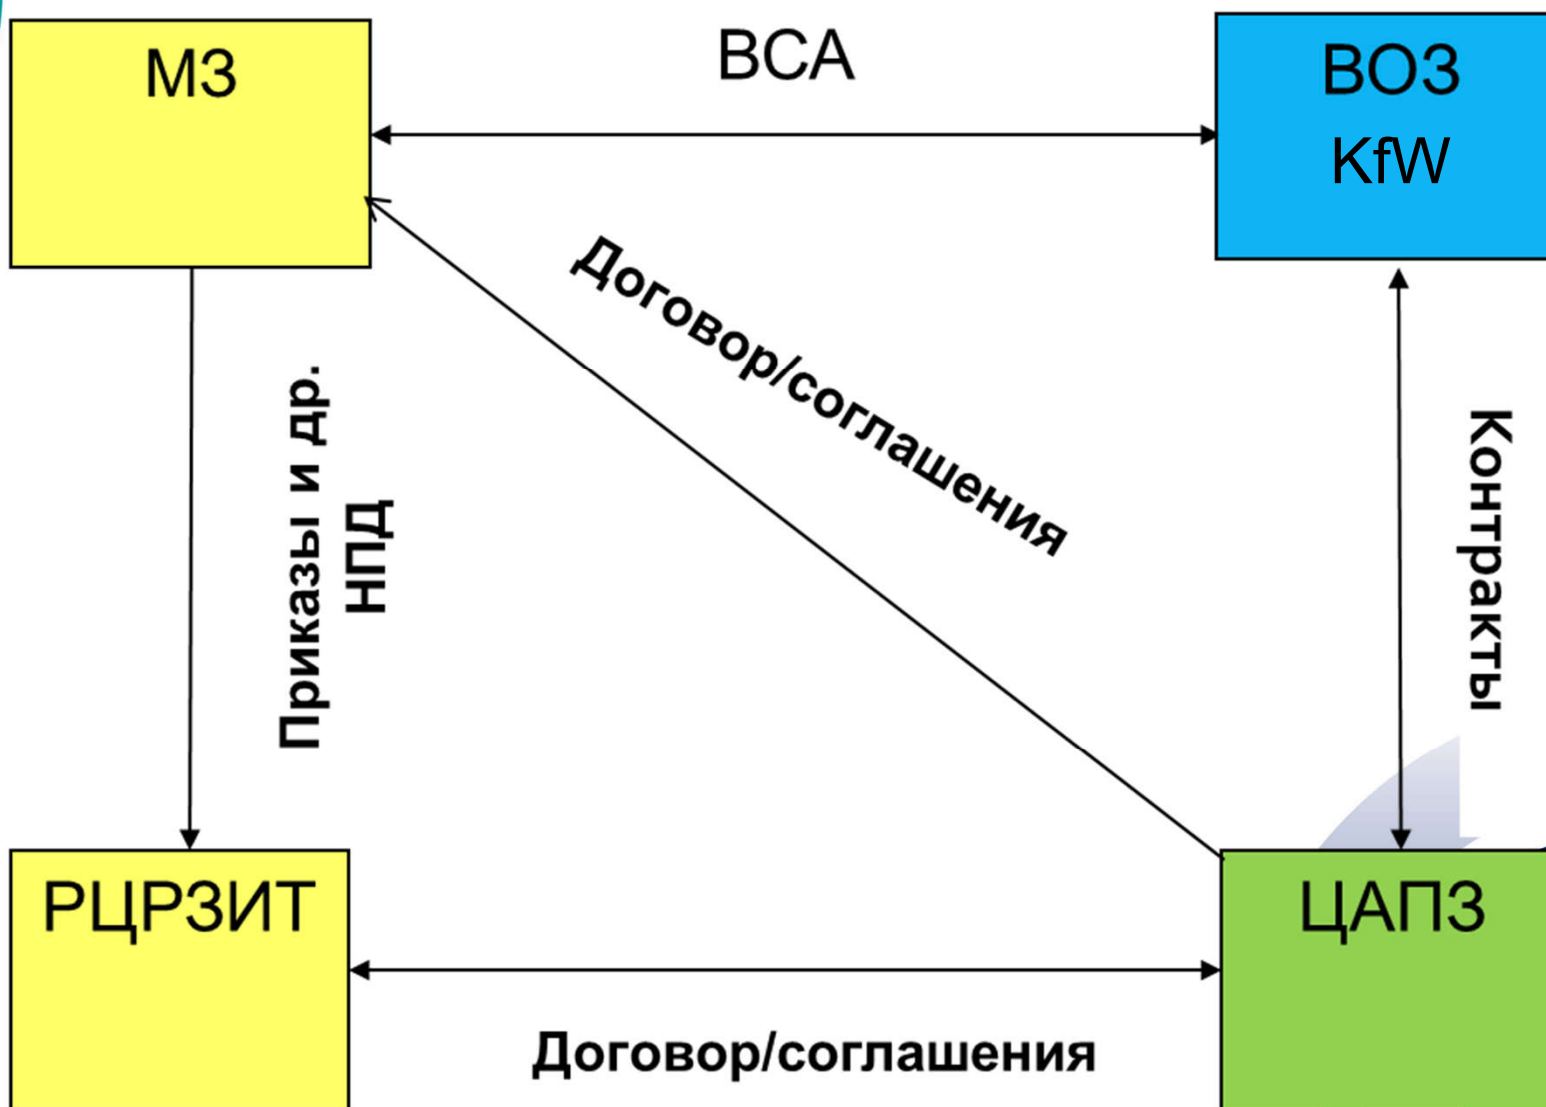 МЗ
ВСА
ВОЗ
KfW
Договор/соглашения
Приказы и др.
НПД
Контракты
РЦРЗИТ
ЦАПЗ
Договор/соглашения